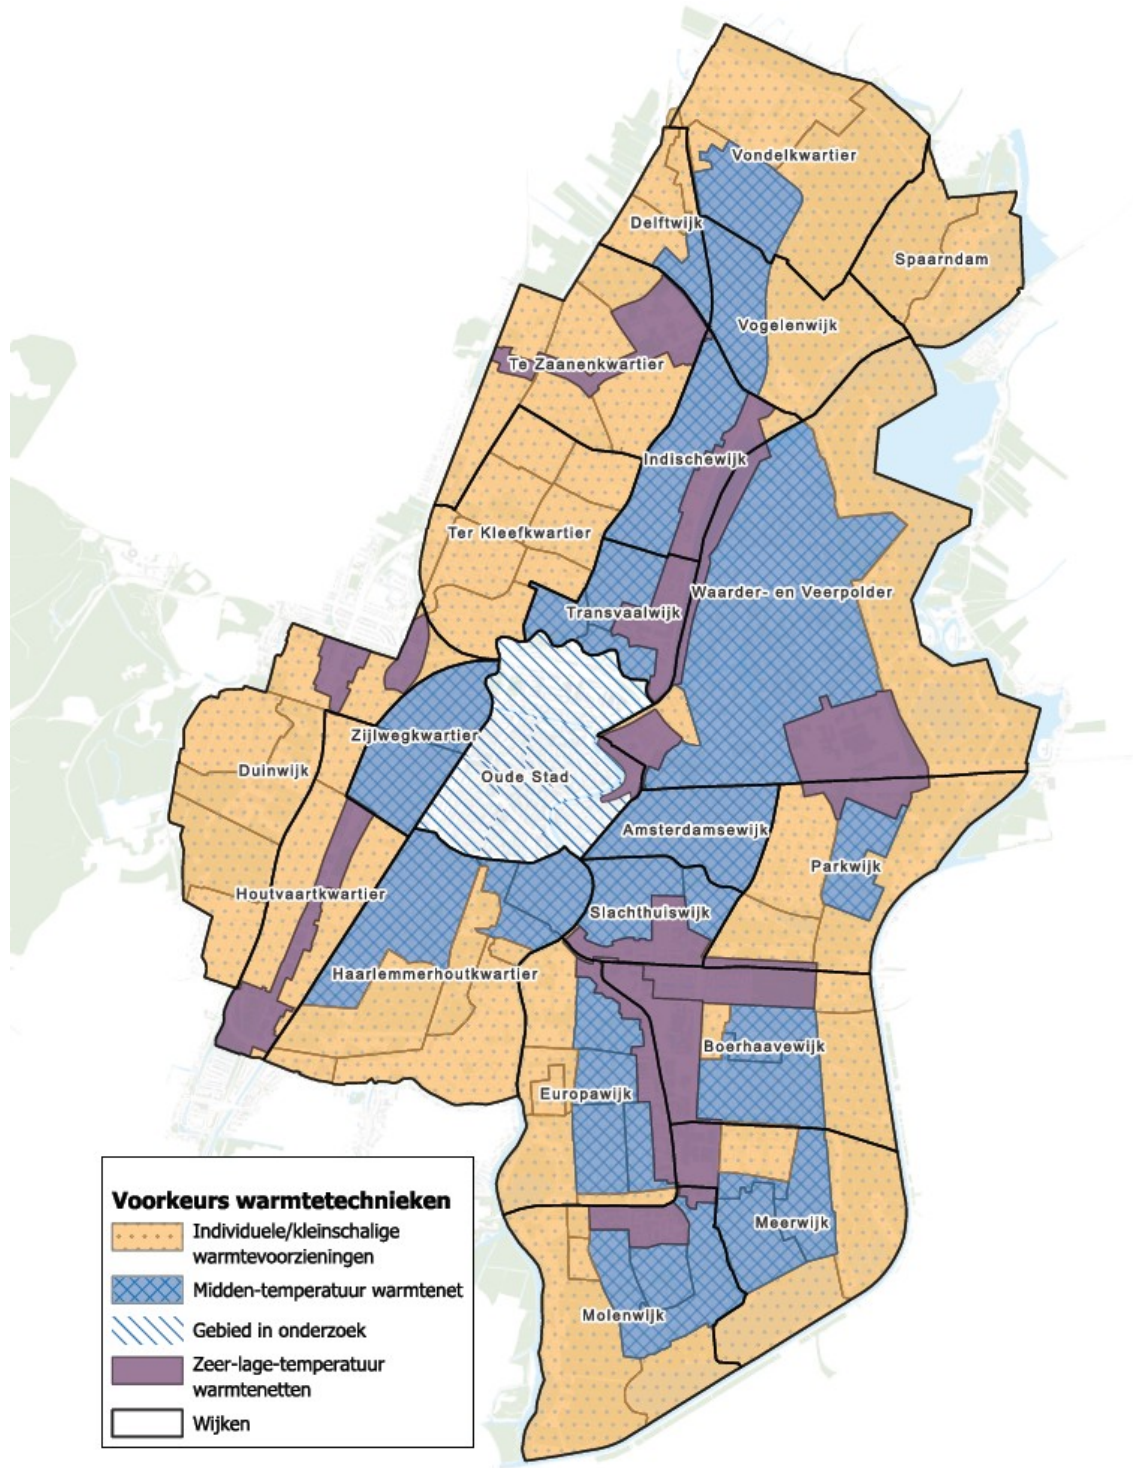 Vondelkwartier
Delftwijk
Spaarndam
Vogelenwijk
Te Zaanenkwartier
Indischewijk
Ter Kleefkwartier
Waarder- en Veerpolder
Transvaalwijk
Zijlwegkwartier
Duinwijk
Oude Stad
Amsterdamsewijk
Parkwijk
Houtvaartkwartier
Slachthuiswijk
Haarlemmerhoutkwartier
Boerhaavewijk
Europawijk
Meerwijk
Molenwijk
Voorkeurs warmtetechnieken
Individuele/kleinschalige
warmtevoorzieningen
Midden-temperatuur warmtenet
Gebied in onderzoek
Zeer-lage-temperatuur
warmtenetten
Wijken